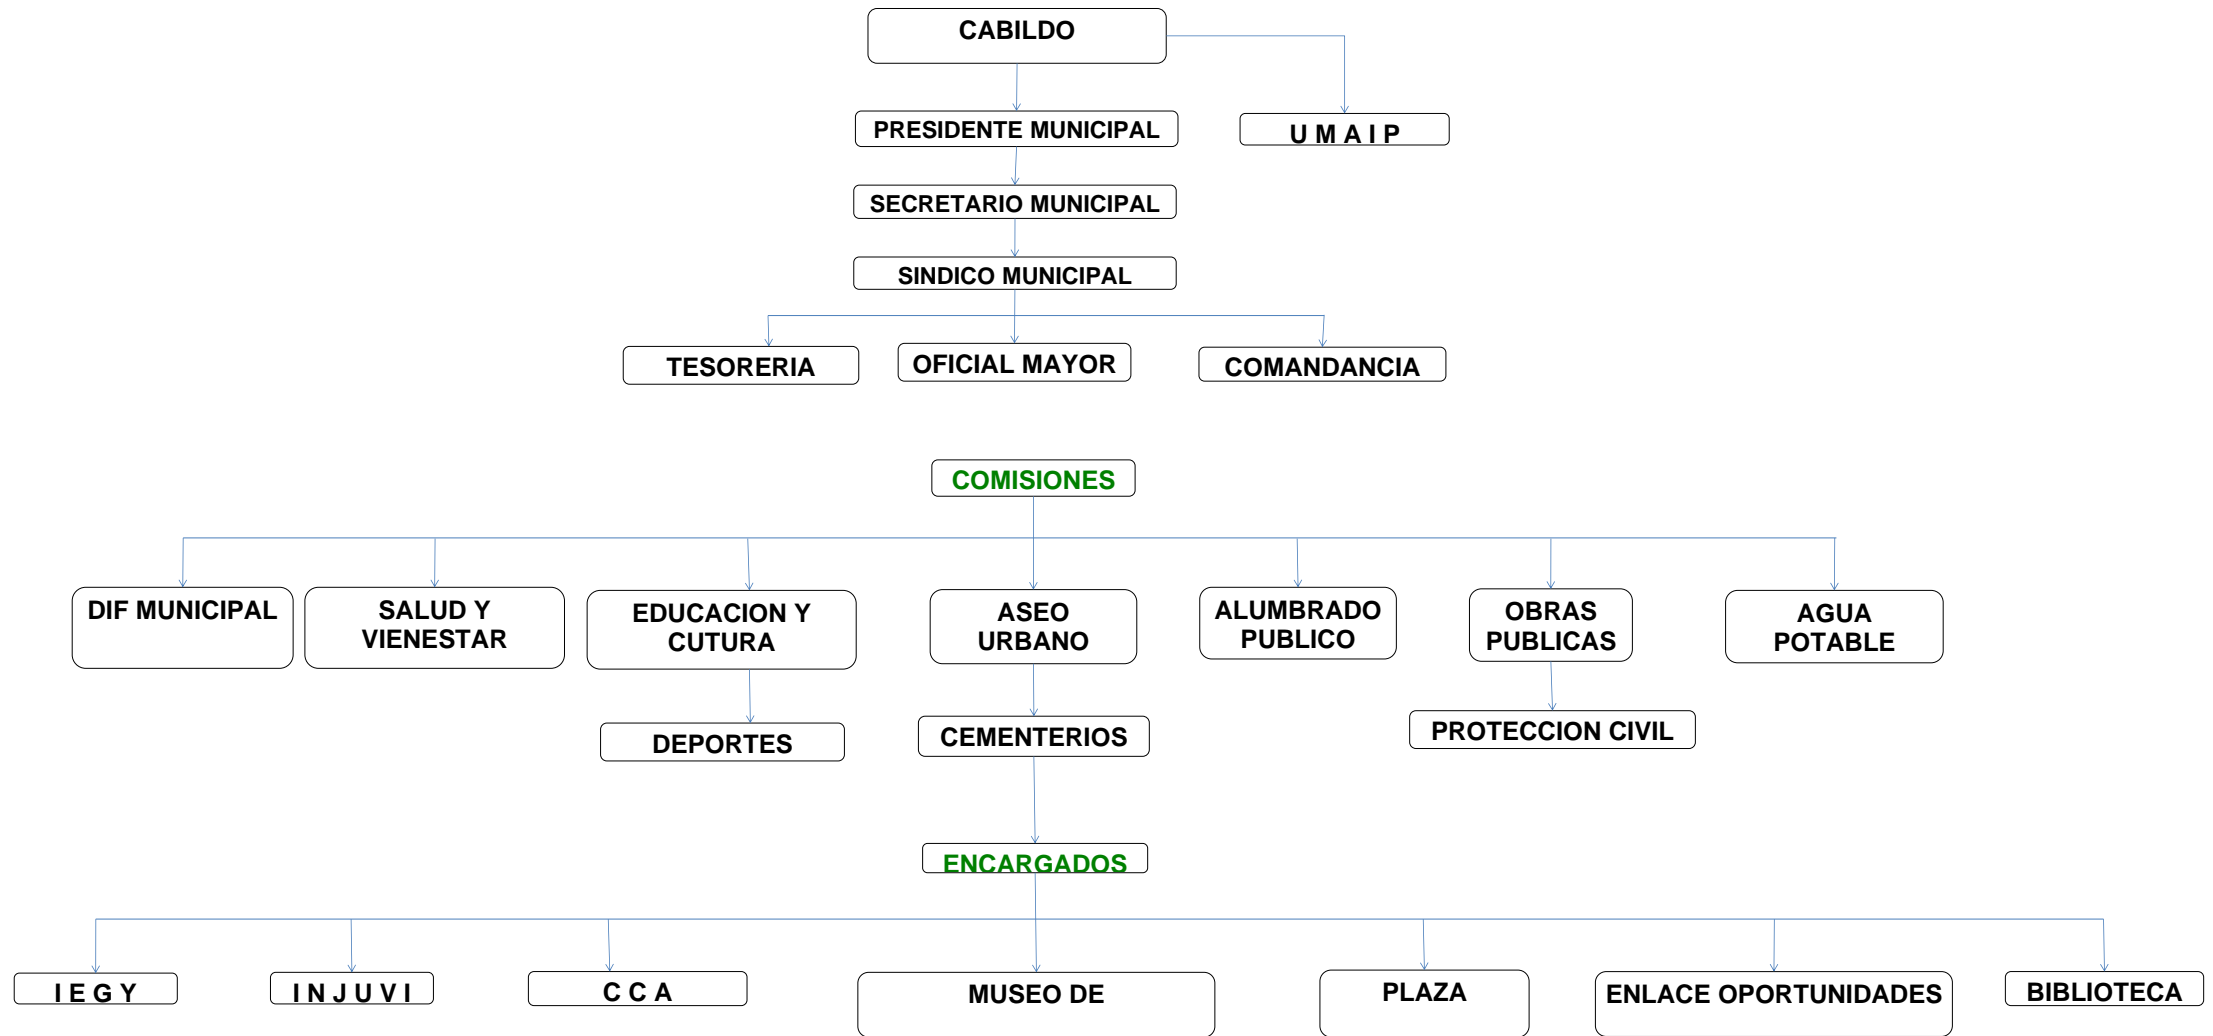 CABILDO
PRESIDENTE MUNICIPAL
U M A I P
SECRETARIO MUNICIPAL
SINDICO MUNICIPAL
TESORERIA
OFICIAL MAYOR
COMANDANCIA
COMISIONES
DIF MUNICIPAL
SALUD Y
VIENESTAR
EDUCACION Y
CUTURA
ASEO
URBANO
ALUMBRADO
PUBLICO
OBRAS
PUBLICAS
AGUA
POTABLE
DEPORTES
CEMENTERIOS
PROTECCION CIVIL
ENCARGADOS
I E G Y
I N J U V I
C C A
MUSEO DE
PLAZA
ENLACE OPORTUNIDADES
BIBLIOTECA